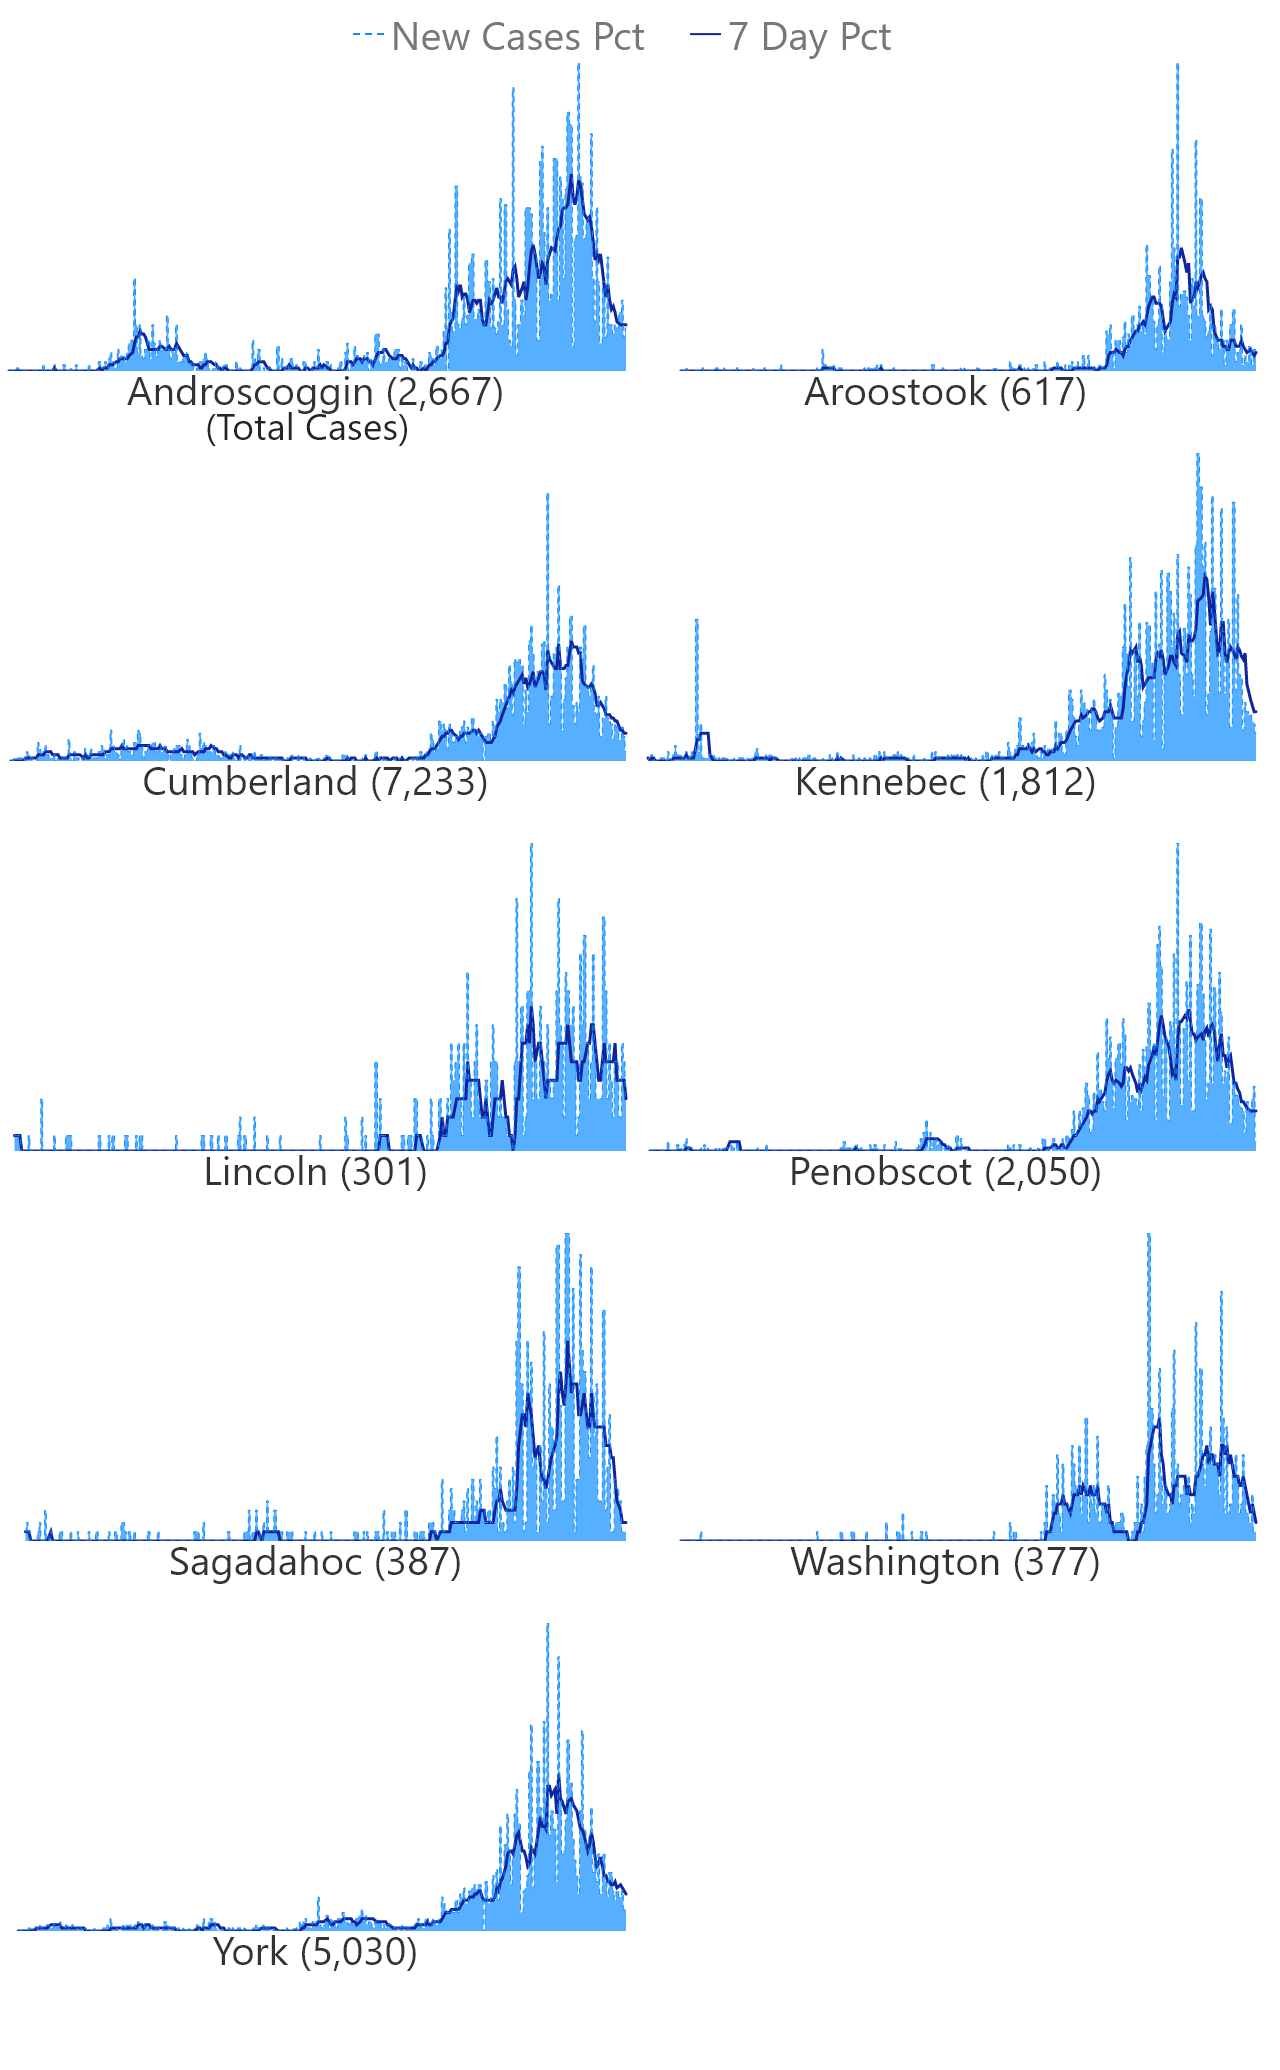 New Cases Pct 7 Day Pct
Androscoggin (2,667) Aroostook (617)
(Total Cases)
Cumberland (7,233) Kennebec (1,812)
Lincoln (301) Penobscot (2,050)
Sagadahoc (387) Washington (377)
York (5,030)